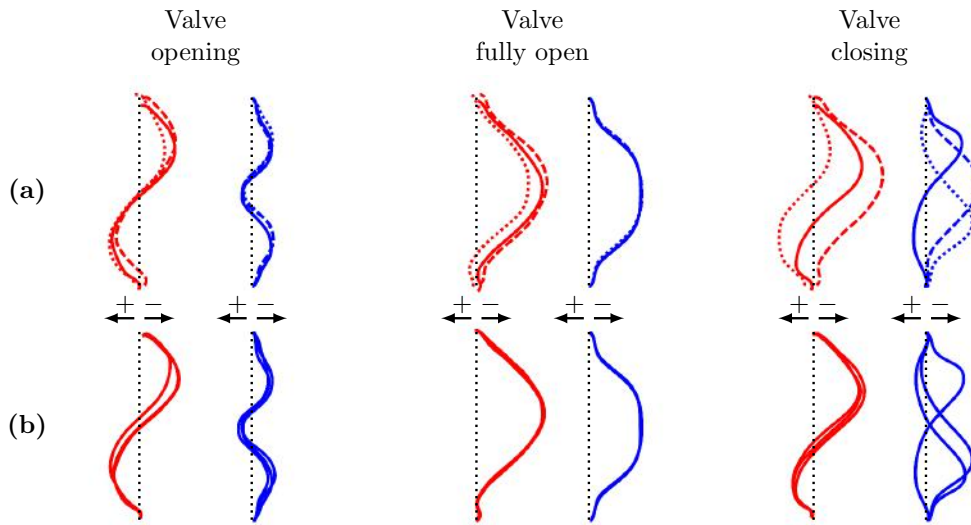 Valve opening
Valve fully open
Valve closing
(a)
+ − + − + − + − + − + −
(b)